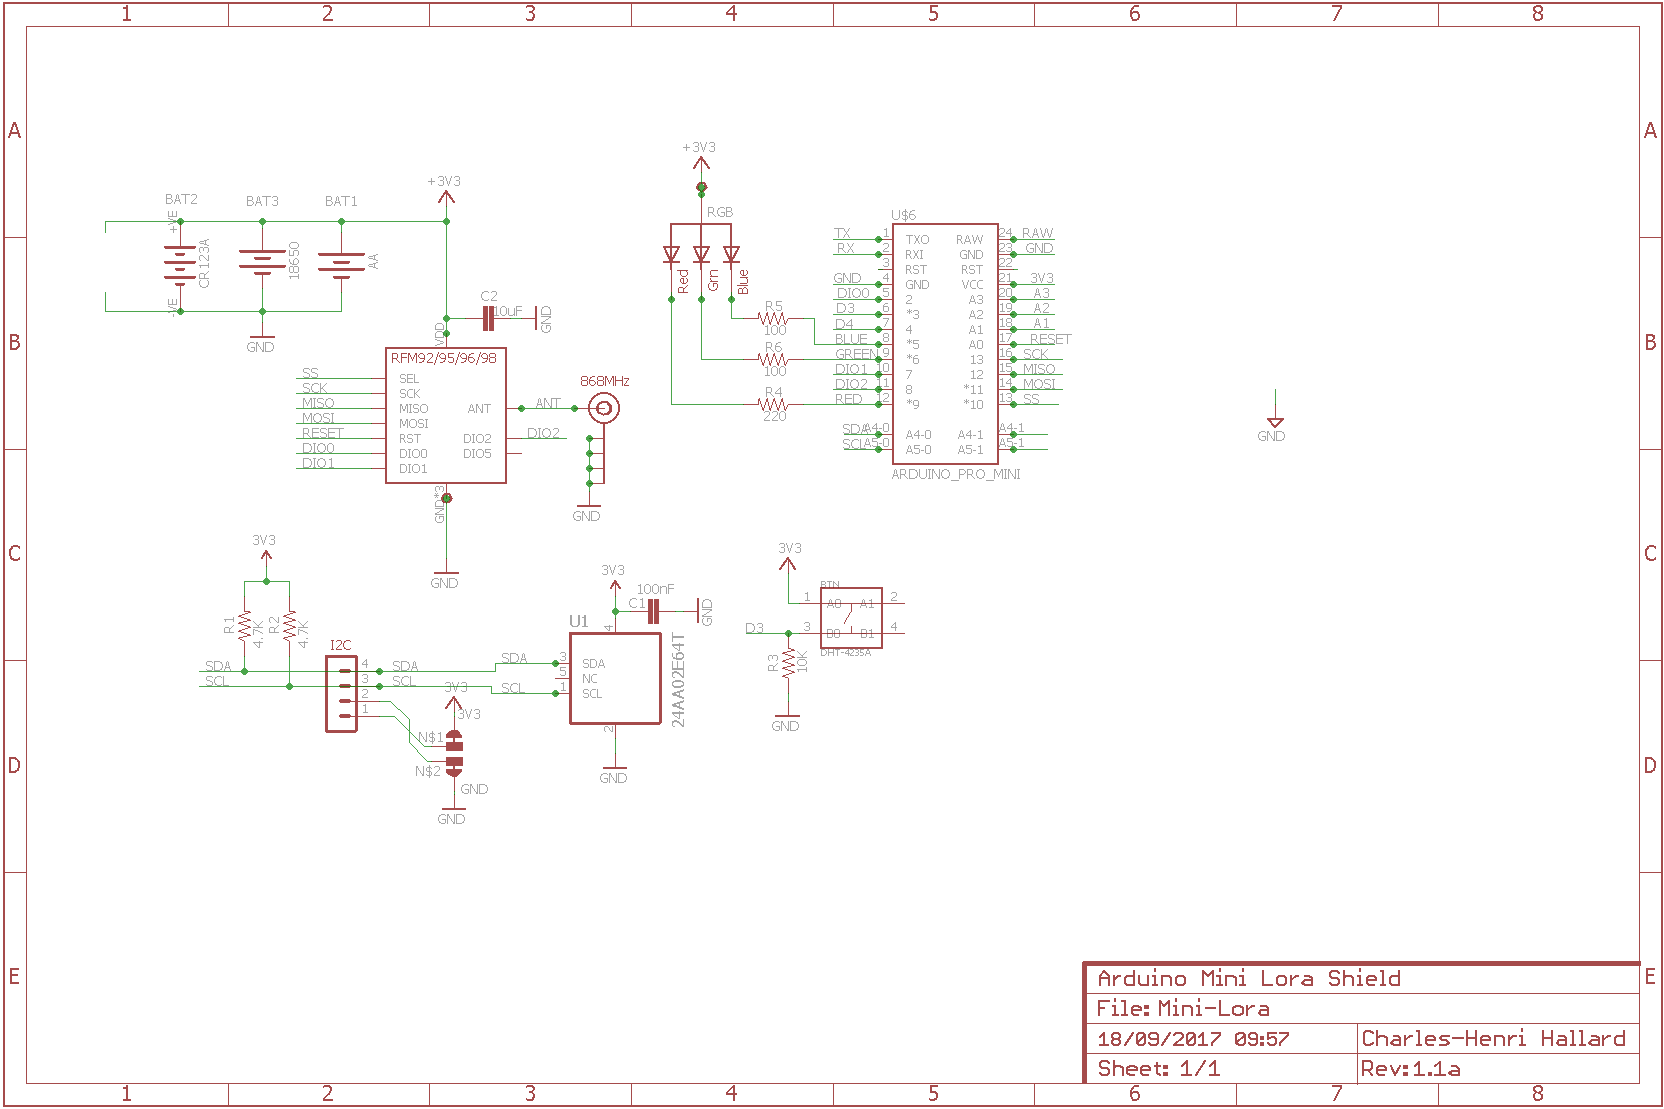 1 2 3 4 5 6 7 8
A A
B B
C C
D D
E E
BAT2
BAT3
BAT1
+VE
-VE
CR123A
18650
AA
GND
+3V3
C2
10uF
GND
VDD
RFM92/95/96/98
SS SEL
SCK SCK
MISO MISO ANT ANT
MOSI MOSI
RESET RST DIO2 DIO2
DIO0 DIO0 DIO5
DIO1 DIO1
GND*3
GND
868MHz
GND
+3V3
RGB
Red
Grn
Blue
R5
100
R6
100
R4
220
U$6
TX 1 TXO RAW 24 RAW
RX 2 RXI GND 23 GND
3 RST RST 22
GND 4 GND VCC 21 3V3
DIO0 5 2 A3 20 A3
D3 6 *3 A2 19 A2
D4 7 4 A1 18 A1
BLUE 8 *5 A0 17 RESET
GREEN 9 *6 13 16 SCK
DIO1 10 7 12 15 MISO
DIO2 11 8 *11 14 MOSI
RED 12 *9 *10 13 SS
SDA A4-0 A4-0 A4-1 A4-1
SCL A5-0 A5-0 A5-1 A5-1
ARDUINO_PRO_MINI
GND
3V3
R1
4.7K
R2
4.7K
I2C
SDA 4 SDA
SCL 3 SCL
2
1
3V3
3V3
N$1
N$2
GND
GND
3V3
100nF
C1
GND
U1
4
SDA 3 SDA
5 NC
SCL 1 SCL
24AA02E64T
2
GND
3V3
BTN
1 A0 A1 2
D3 3 B0 B1 4
DHT-4235A
R3
10K
GND
Arduino Mini Lora Shield
File: Mini-Lora
18/09/2017 09:57 Charles-Henri Hallard
Sheet: 1/1 Rev:1.1a
1 2 3 4 5 6 7 8